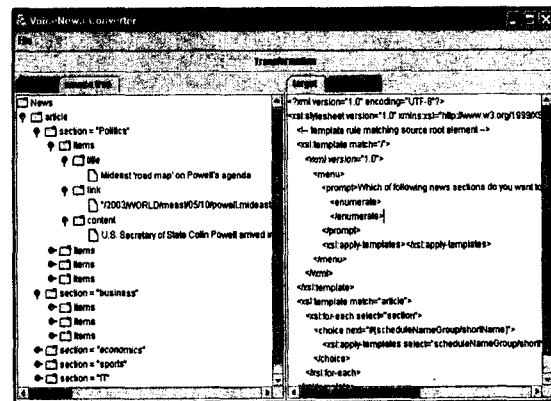 VoiceNews Converter
File
Transformation
source tree
target
News
article
section = "Politics"
items
title
Mideast 'road map' on Powell's agenda
link
"/2003/WORLD/meast/05/10/powell.mideast
content
U.S. Secretary of State Collin Powell arrived in
items
items
items
section = "business"
items
items
items
section = "economics"
section = "sports"
section = "IT"
<?xml version="1.0" encoding="UTF-8"?>
<xsl:stylesheet version="1.0" xmlns:xsl="http://www.w3.org/1999/XS
<!-- template rule matching source root element -->
<xsl:template match="/">
<vxml version="1.0">
<menu>
<prompt>Which of following news sections do you want to
<enumerate>
</enumerate>
</prompt>
<xsl:apply-templates></xsl:apply-templates>
</menu>
</vxml>
</xsl:template>
<xsl:template match="article">
<xsl:for-each select="section">
<choice next="#{scheduleNameGroup/shortName}">
<xsl:apply-templates select="scheduleNameGroup/short
</choice>
</xsl:for-each>